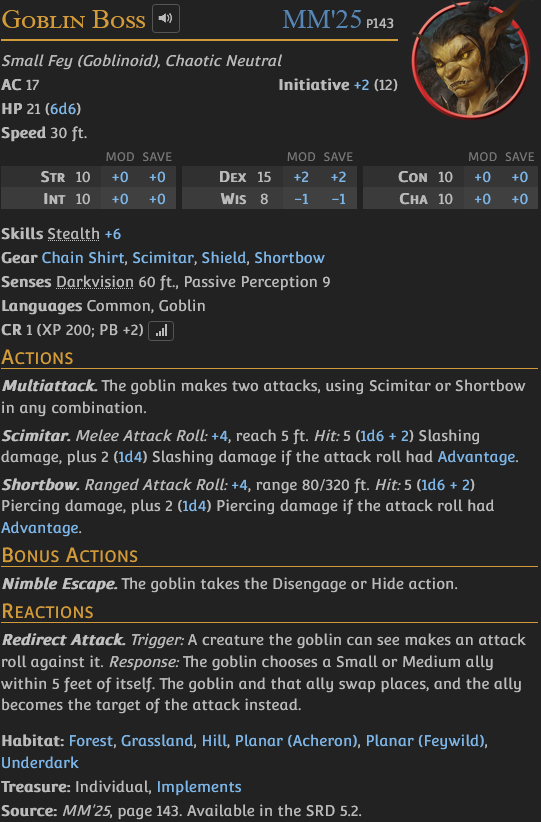 Goblin Boss MM'25 P143
Small Fey (Goblinoid), Chaotic Neutral
AC 17 Initiative +2 (12)
HP 21 (6d6)
Speed 30 ft.
MOD SAVE MOD SAVE MOD SAVE
Str 10 +0 +0 Dex 15 +2 +2 Con 10 +0 +0
Int 10 +0 +0 Wis 8 −1 −1 Cha 10 +0 +0
Skills Stealth +6
Gear Chain Shirt, Scimitar, Shield, Shortbow
Senses Darkvision 60 ft., Passive Perception 9
Languages Common, Goblin
CR 1 (XP 200; PB +2)
Actions
Multiattack. The goblin makes two attacks, using Scimitar or Shortbow
in any combination.
Scimitar. Melee Attack Roll: +4, reach 5 ft. Hit: 5 (1d6 + 2) Slashing
damage, plus 2 (1d4) Slashing damage if the attack roll had Advantage.
Shortbow. Ranged Attack Roll: +4, range 80/320 ft. Hit: 5 (1d6 + 2)
Piercing damage, plus 2 (1d4) Piercing damage if the attack roll had
Advantage.
Bonus Actions
Nimble Escape. The goblin takes the Disengage or Hide action.
Reactions
Redirect Attack. Trigger: A creature the goblin can see makes an attack
roll against it. Response: The goblin chooses a Small or Medium ally
within 5 feet of itself. The goblin and that ally swap places, and the ally
becomes the target of the attack instead.
Habitat: Forest, Grassland, Hill, Planar (Acheron), Planar (Feywild),
Underdark
Treasure: Individual, Implements
Source: MM'25, page 143. Available in the SRD 5.2.